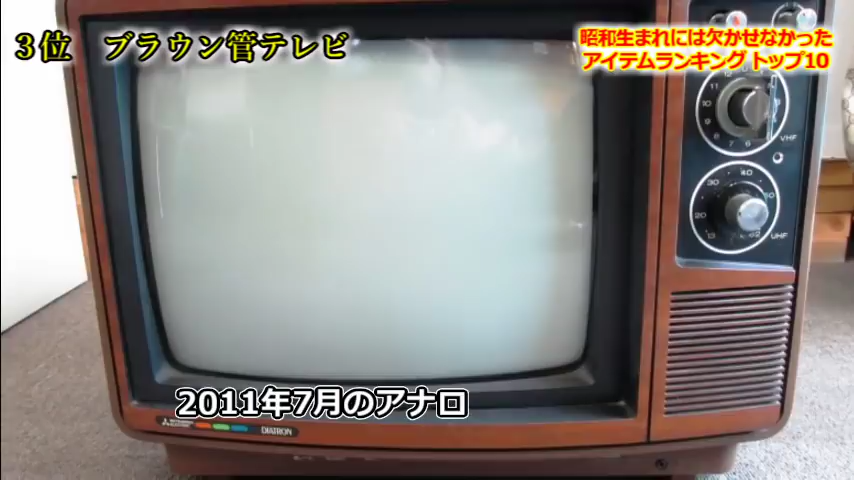 3位 ブラウン管テレビ
昭和生まれには欠かせなかった
アイテムランキング トップ10
VHF
UHF
2011年7月のアナロ
DIATRON